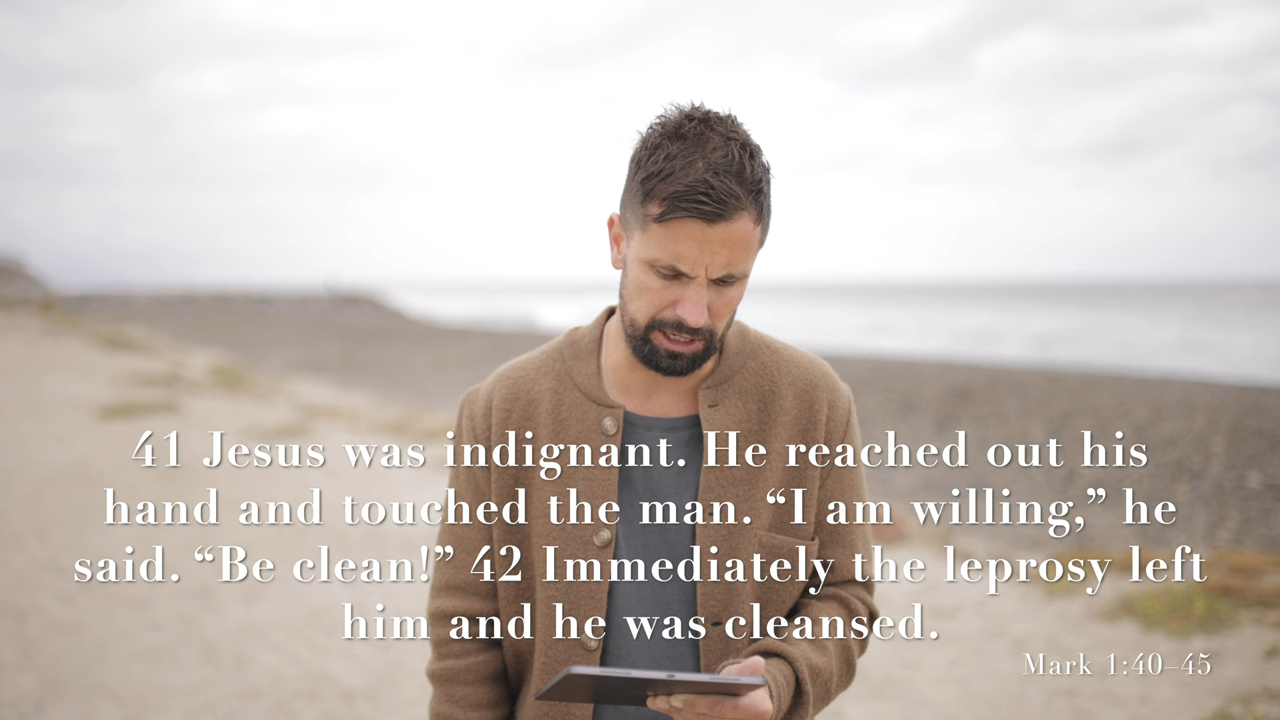 41 Jesus was indignant. He reached out his
hand and touched the man. “I am willing,” he
said. “Be clean!” 42 Immediately the leprosy left
him and he was cleansed.
Mark 1:40–45